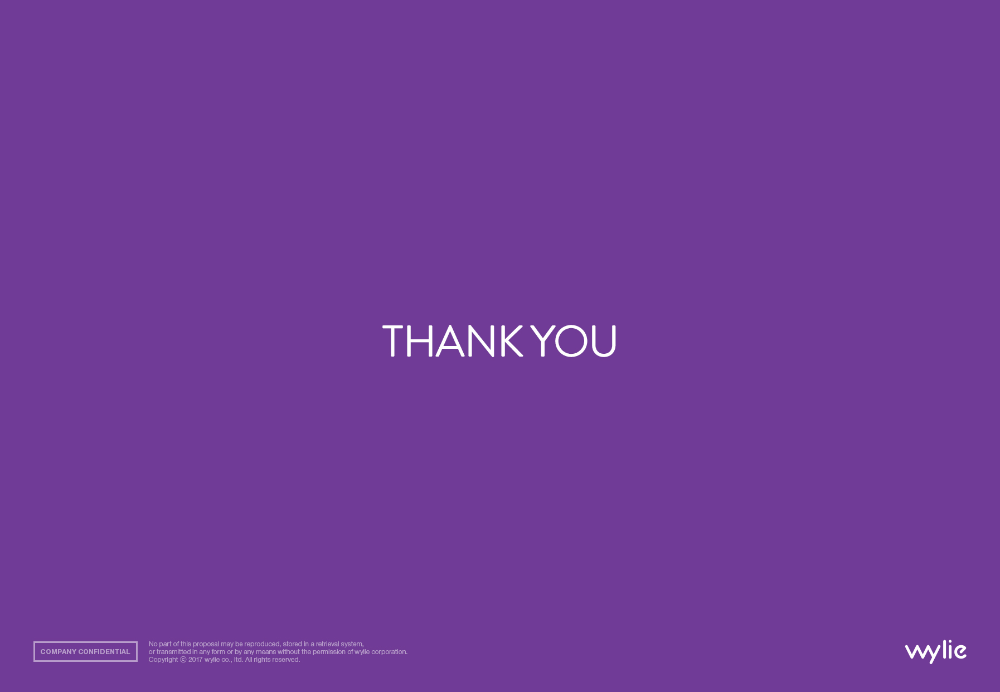 THANK YOU
COMPANY CONFIDENTIAL
No part of this proposal may be reproduced, stored in a retrieval system,
or transmitted in any form or by any means without the permission of wylie corporation.
Copyright ⓒ 2017 wylie co., ltd. All rights reserved.
wylie